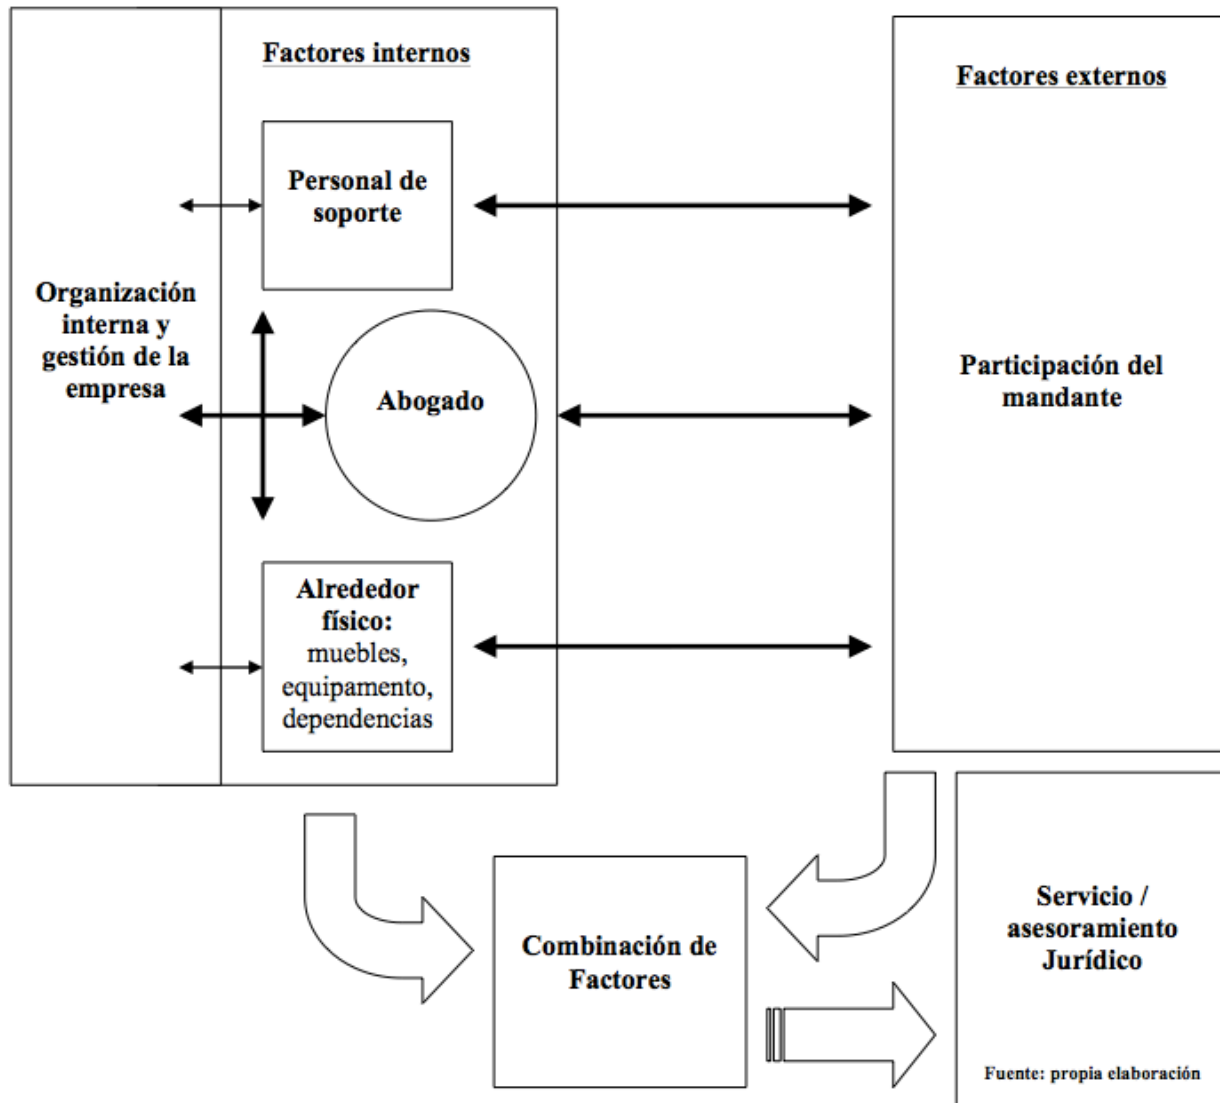 Factores internos
Factores externos
Personal de
soporte
Organización
interna y
gestión de la
empresa
Abogado
Participación del
mandante
Alrededor
físico:
muebles,
equipamento,
dependencias
Combinación de
Factores
Servicio /
asesoramiento
Jurídico
Fuente: propia elaboración